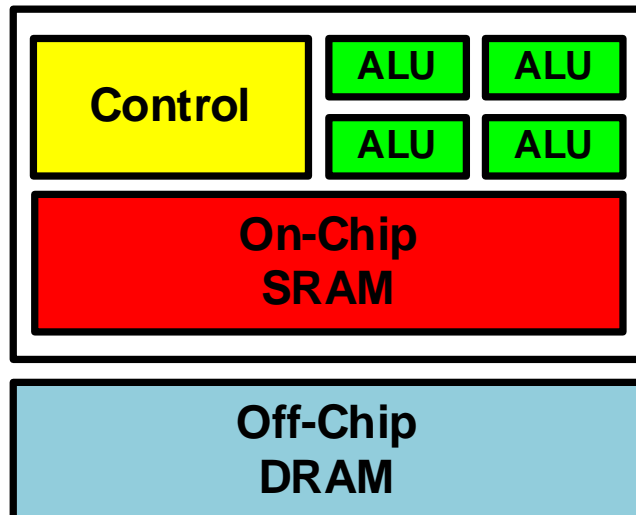 ALU ALU
Control
ALU ALU
On-Chip
SRAM
Off-Chip
DRAM